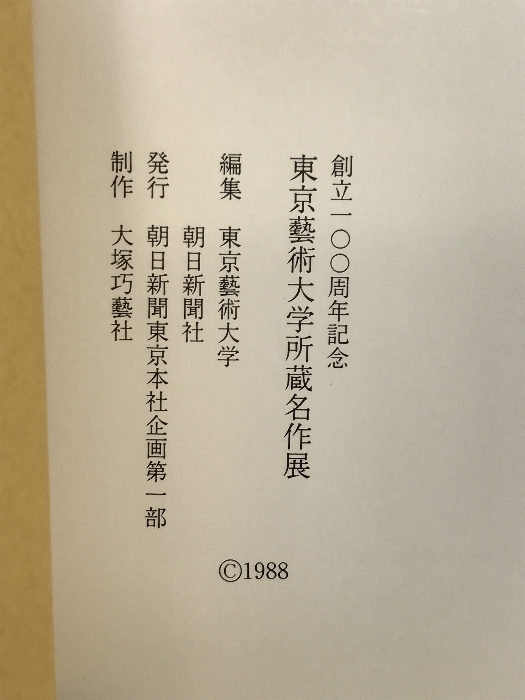 創立一〇〇周年記念
東京藝術大学所蔵名作展
編集　東京藝術大学
朝日新聞社
発行　朝日新聞東京本社企画第一部
制作　大塚巧藝社
©1988